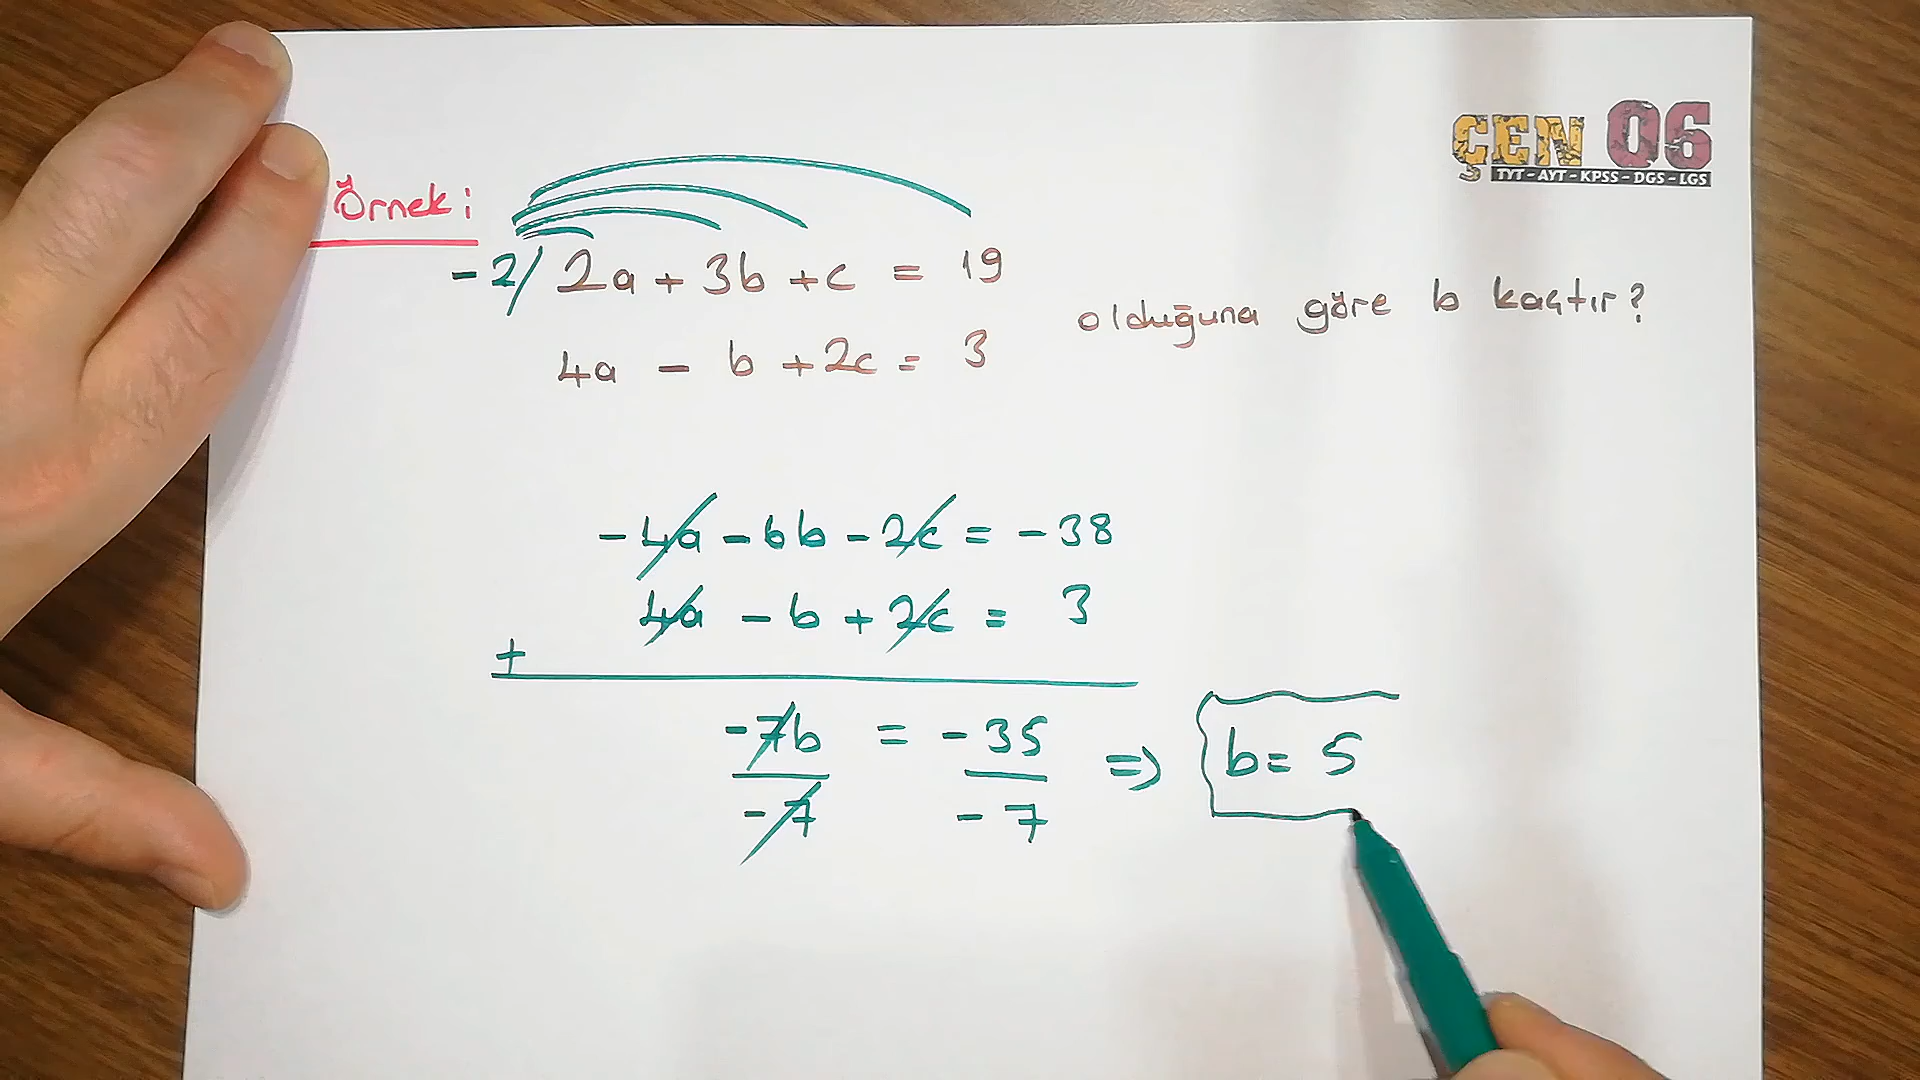 ÇEN 06
TYT - AYT - KPSS - DGS - LGS
Örnek:
-2/ 2a + 3b + c = 19
4a - b + 2c = 3
olduğuna göre b kaçtır?
-4a - 6b - 2c = -38
4a - b + 2c = 3
+
-7b = -35 => b = 5
-7 -7